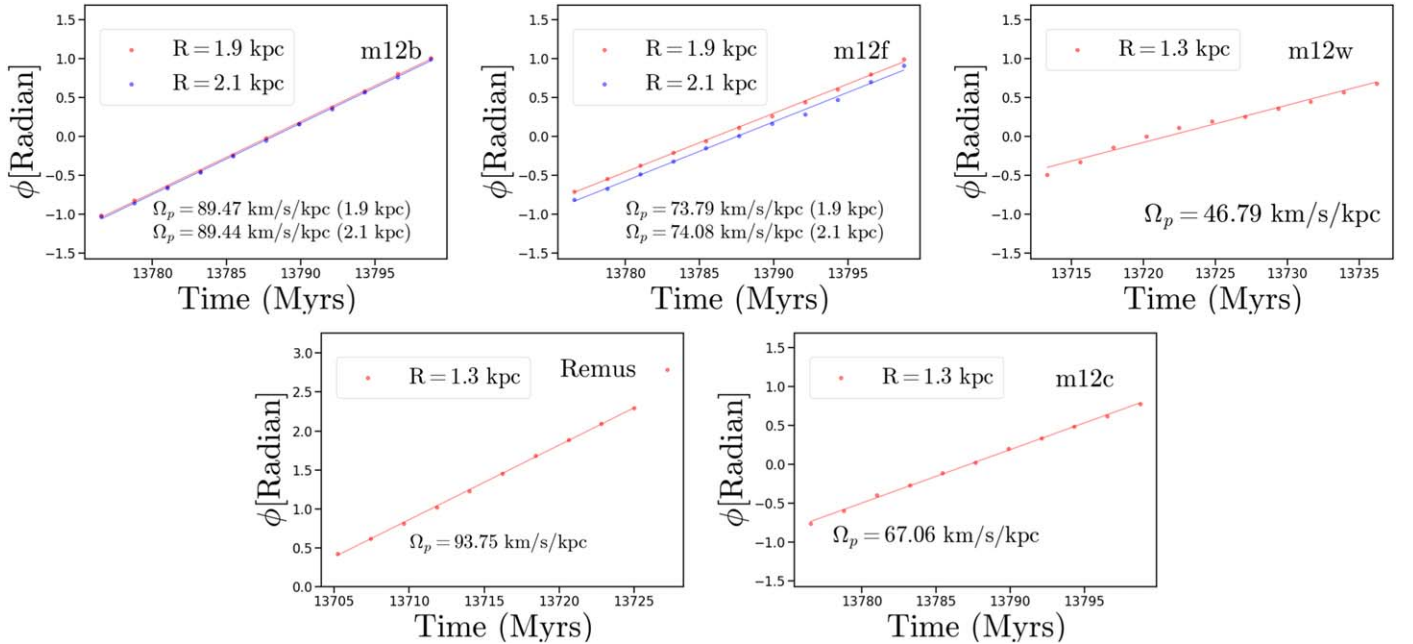 R = 1.9 kpc
R = 2.1 kpc
m12b
1.5
1.0
0.5
0.0
−0.5
−1.0
−1.5
ϕ[Radian]
Ω_p = 89.47 km/s/kpc (1.9 kpc)
Ω_p = 89.44 km/s/kpc (2.1 kpc)
13780 13785 13790 13795
Time (Myrs)
R = 1.9 kpc
R = 2.1 kpc
m12f
1.5
1.0
0.5
0.0
−0.5
−1.0
−1.5
ϕ[Radian]
Ω_p = 73.79 km/s/kpc (1.9 kpc)
Ω_p = 74.08 km/s/kpc (2.1 kpc)
13780 13785 13790 13795
Time (Myrs)
R = 1.3 kpc
m12w
1.5
1.0
0.5
0.0
−0.5
−1.0
−1.5
ϕ[Radian]
Ω_p = 46.79 km/s/kpc
13715 13720 13725 13730 13735
Time (Myrs)
R = 1.3 kpc
Remus
3.0
2.5
2.0
1.5
1.0
0.5
0.0
ϕ[Radian]
Ω_p = 93.75 km/s/kpc
13705 13710 13715 13720 13725
Time (Myrs)
R = 1.3 kpc
m12c
1.5
1.0
0.5
0.0
−0.5
−1.0
−1.5
ϕ[Radian]
Ω_p = 67.06 km/s/kpc
13780 13785 13790 13795
Time (Myrs)